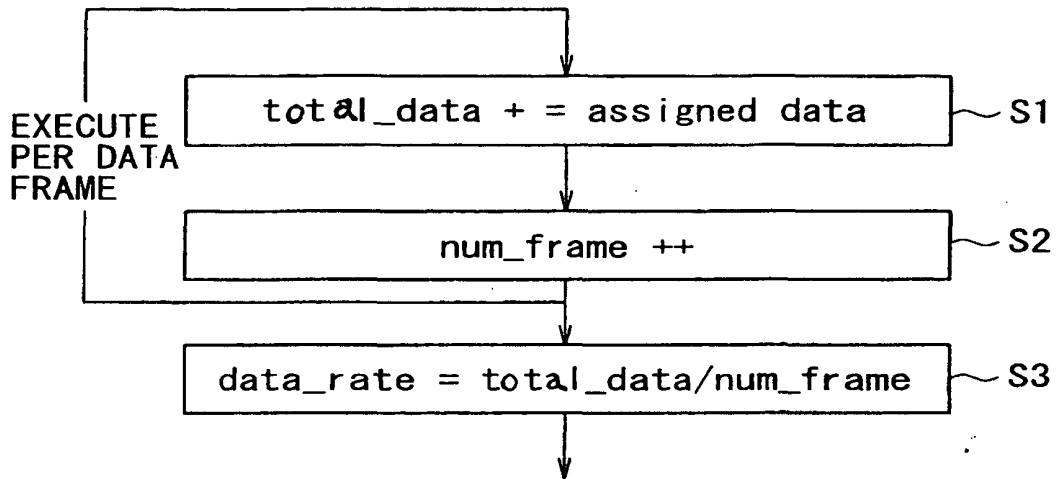 total_data + = assigned data
S1
EXECUTE
PER DATA
FRAME
num_frame ++
S2
data_rate = total_data/num_frame
S3